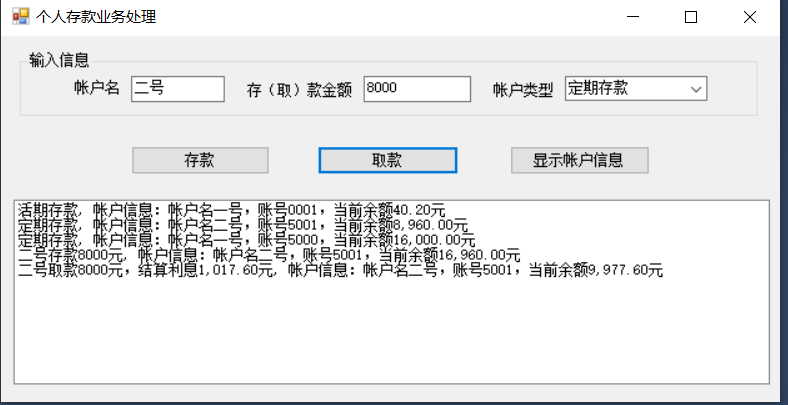 个人存款业务处理
输入信息
帐户名 二号 存（取）款金额 8000 帐户类型 定期存款
存款 取款 显示帐户信息
活期存款, 帐户信息：帐户名一号，账号0001，当前余额40.20元
定期存款, 帐户信息：帐户名二号，账号5001，当前余额8,960.00元
定期存款, 帐户信息：帐户名一号，账号5000，当前余额16,000.00元
二号存款8000元, 帐户信息：帐户名二号，账号5001，当前余额16,960.00元
二号取款8000元，结算利息1,017.60元, 帐户信息：帐户名二号，账号5001，当前余额9,977.60元